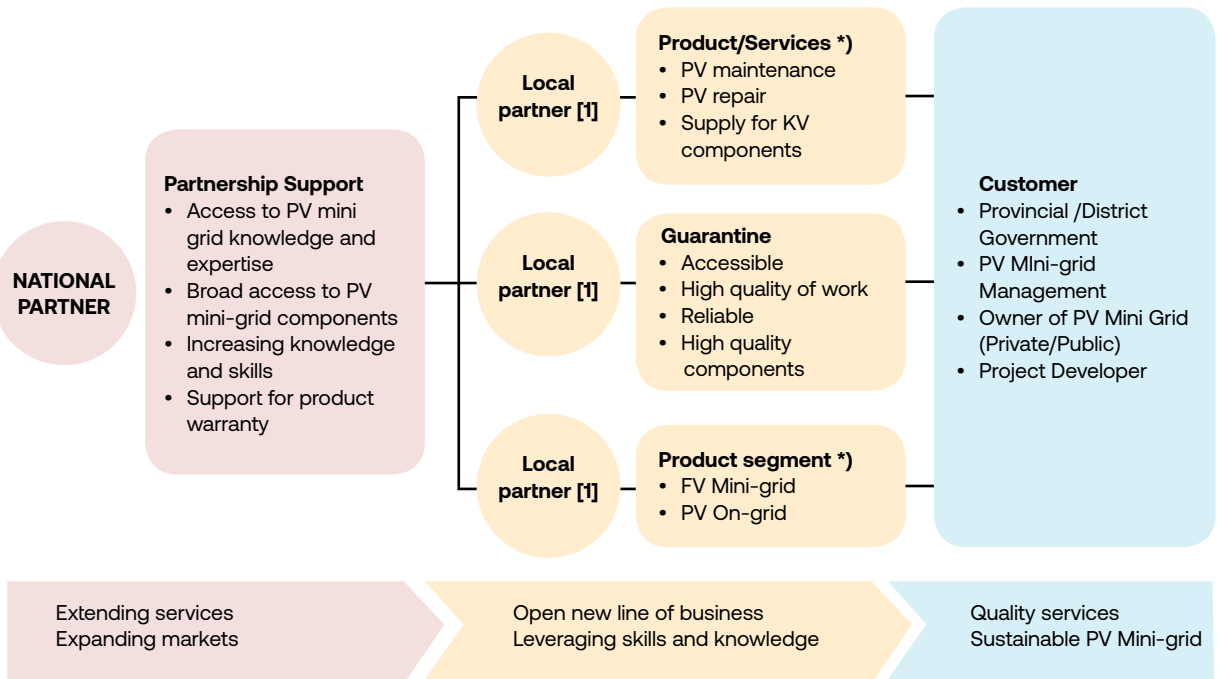 NATIONAL
PARTNER
Partnership Support
• Access to PV mini
grid knowledge and
expertise
• Broad access to PV
mini-grid components
• Increasing knowledge
and skills
• Support for product
warranty
Local
partner [1]
Product/Services *)
• PV maintenance
• PV repair
• Supply for KV
components
Local
partner [1]
Guarantine
• Accessible
• High quality of work
• Reliable
• High quality
components
Local
partner [1]
Product segment *)
• FV Mini-grid
• PV On-grid
Customer
• Provincial /District
Government
• PV MIni-grid
Management
• Owner of PV Mini Grid
(Private/Public)
• Project Developer
Extending services
Expanding markets
Open new line of business
Leveraging skills and knowledge
Quality services
Sustainable PV Mini-grid